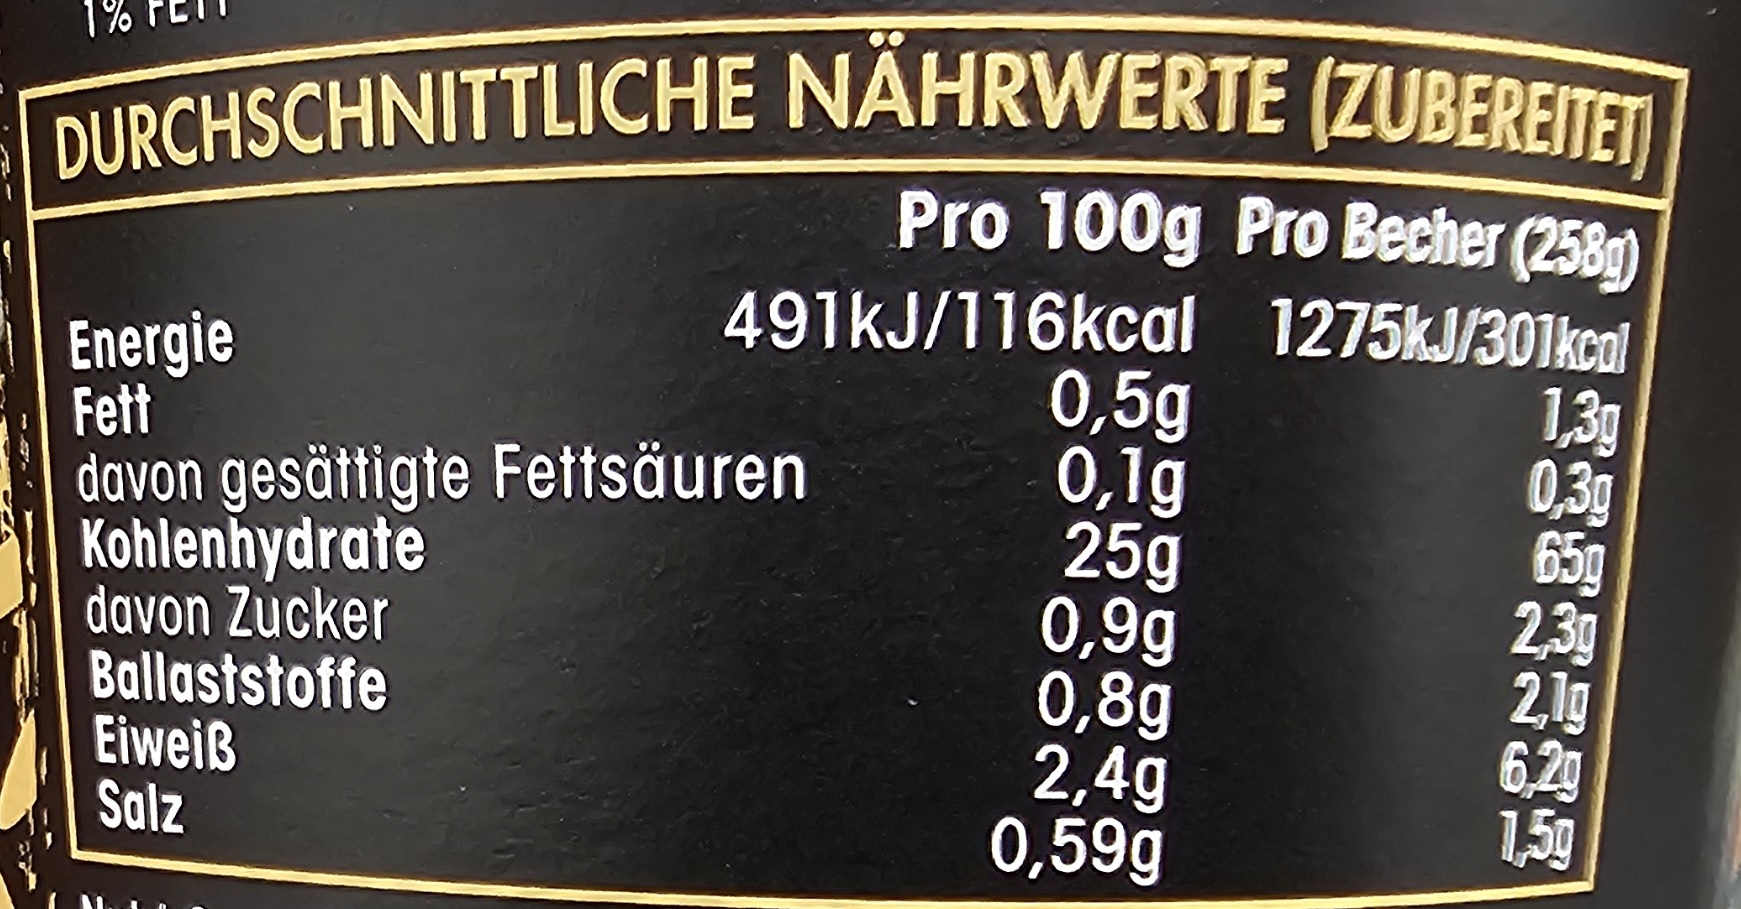 1% FETT
DURCHSCHNITTLICHE NÄHRWERTE (ZUBEREITET)
Pro 100g Pro Becher (258g)
Energie 491kJ/116kcal 1275kJ/301kcal
Fett 0,5g 1,3g
davon gesättigte Fettsäuren 0,1g 0,3g
Kohlenhydrate 25g 65g
davon Zucker 0,9g 2,3g
Ballaststoffe 0,8g 2,1g
Eiweiß 2,4g 6,2g
Salz 0,59g 1,5g